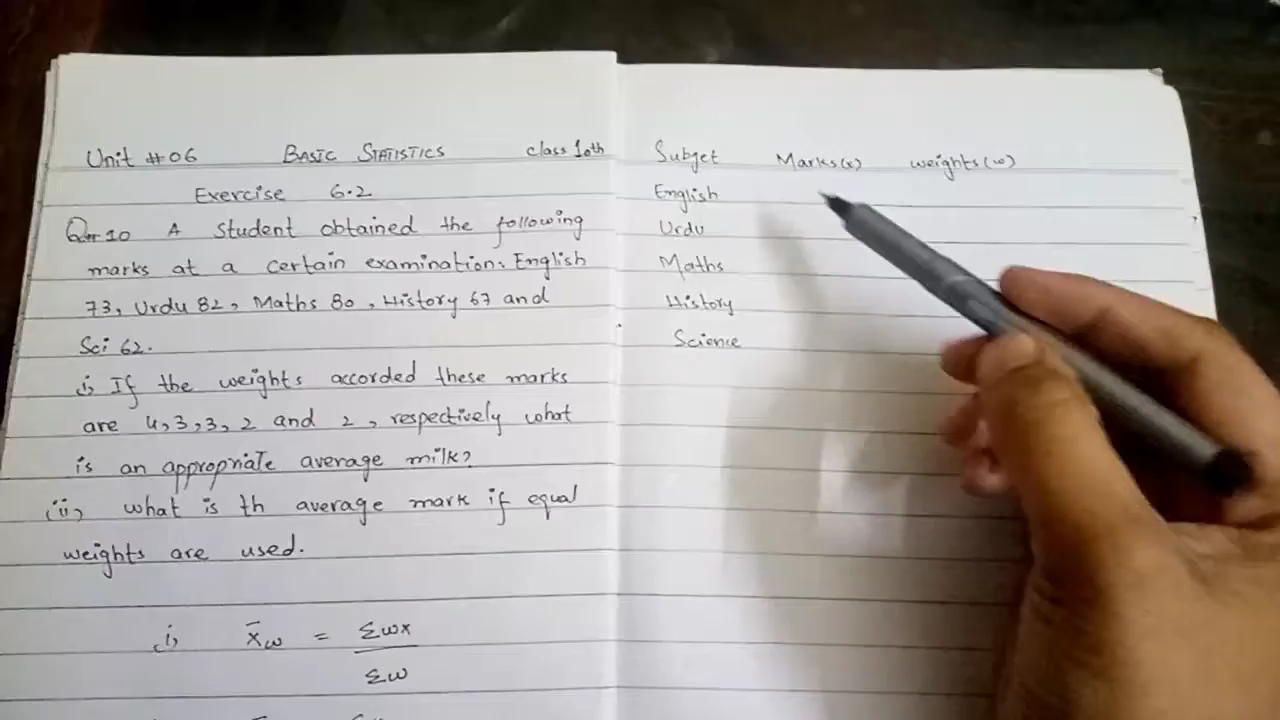 Unit #06 BASIC STATISTICS class 10th
Exercise 6.2
Q 10 A student obtained the following
marks at a certain examination: English
73, Urdu 82, Maths 80, History 67 and
Sci 62.
i, If the weights accorded these marks
are 4,3,3,2 and 2, respectively what
is an appropriate average milk?
(ii, what is th average mark if equal
weights are used.
i, x̄w = Σwx
Σw
Subjet Marks(x) weights(w)
English
Urdu
Maths
History
Science